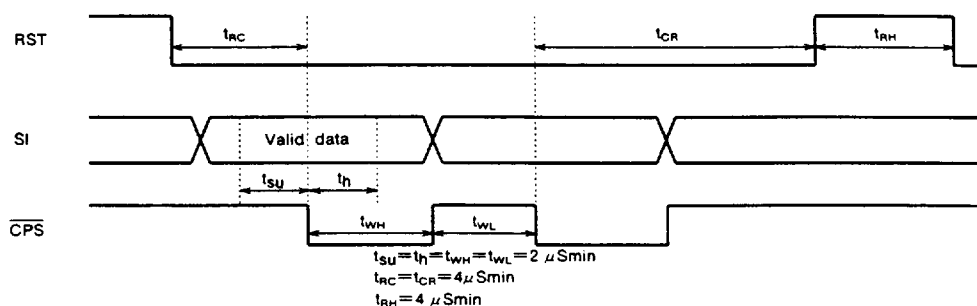 RST
tRC
tCR
tRH
SI
Valid data
tSU
th
CPS
tWH
tWL
tSU=th=tWH=tWL=2 μSmin
tRC=tCR=4μSmin
tRH=4 μSmin